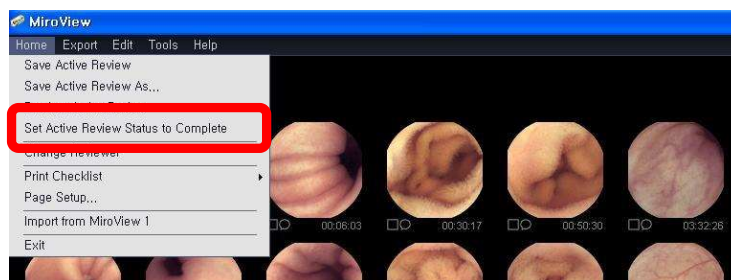 MiroView
Home Export Edit Tools Help
Save Active Review
Save Active Review As...
Set Active Review Status to Complete
Change Reviewer
Print Checklist
Page Setup...
Import from MiroView 1
Exit
00:06:03 00:30:17 00:50:30 03:32:26